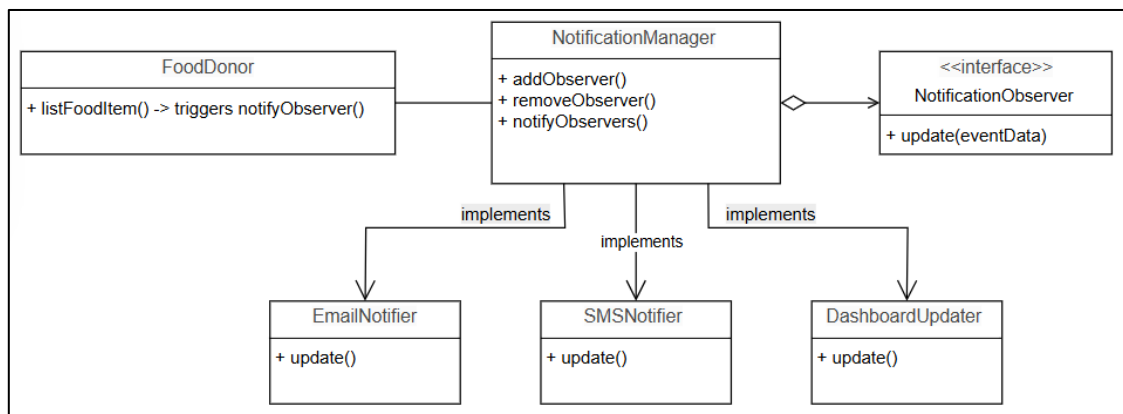 FoodDonor
+ listFoodItem() -> triggers notifyObserver()
NotificationManager
+ addObserver()
+ removeObserver()
+ notifyObservers()
<<interface>>
NotificationObserver
+ update(eventData)
implements
implements
implements
EmailNotifier
+ update()
SMSNotifier
+ update()
DashboardUpdater
+ update()